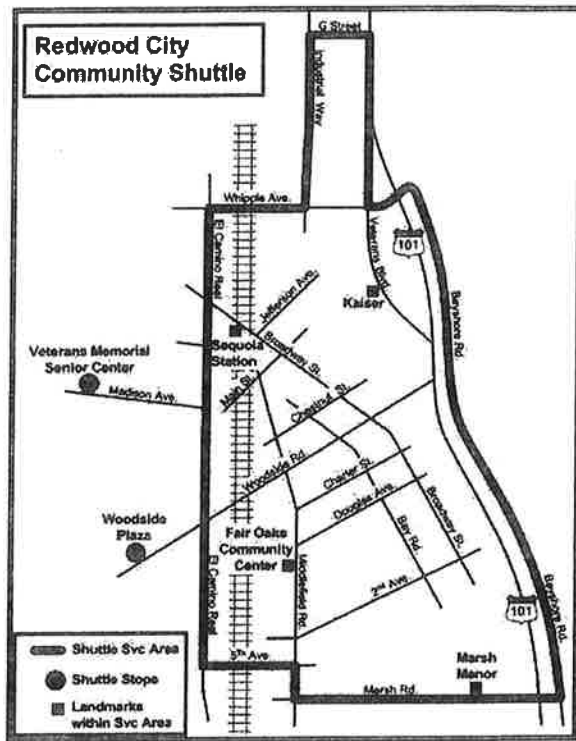 Redwood City
Community Shuttle
G Street
Industrial Way
Whipple Ave.
El Camino Real
Veterans Blvd.
101
Bayshore Rd.
Kaiser
Jefferson Ave.
Sequoia
Station
Broadway St.
Main St.
Veterans Memorial
Senior Center
Madison Ave.
Chestnut St.
Woodside Rd.
Charter St.
Douglas Ave.
Woodside
Plaza
Fair Oaks
Community
Center
Bay Rd.
Broadway St.
El Camino Real
Middlefield Rd
2nd Ave.
101
Bayshore Rd.
5th Ave
Marsh
Manor
Marsh Rd.
Shuttle Svc Area
Shuttle Stops
Landmarks
within Svc Area